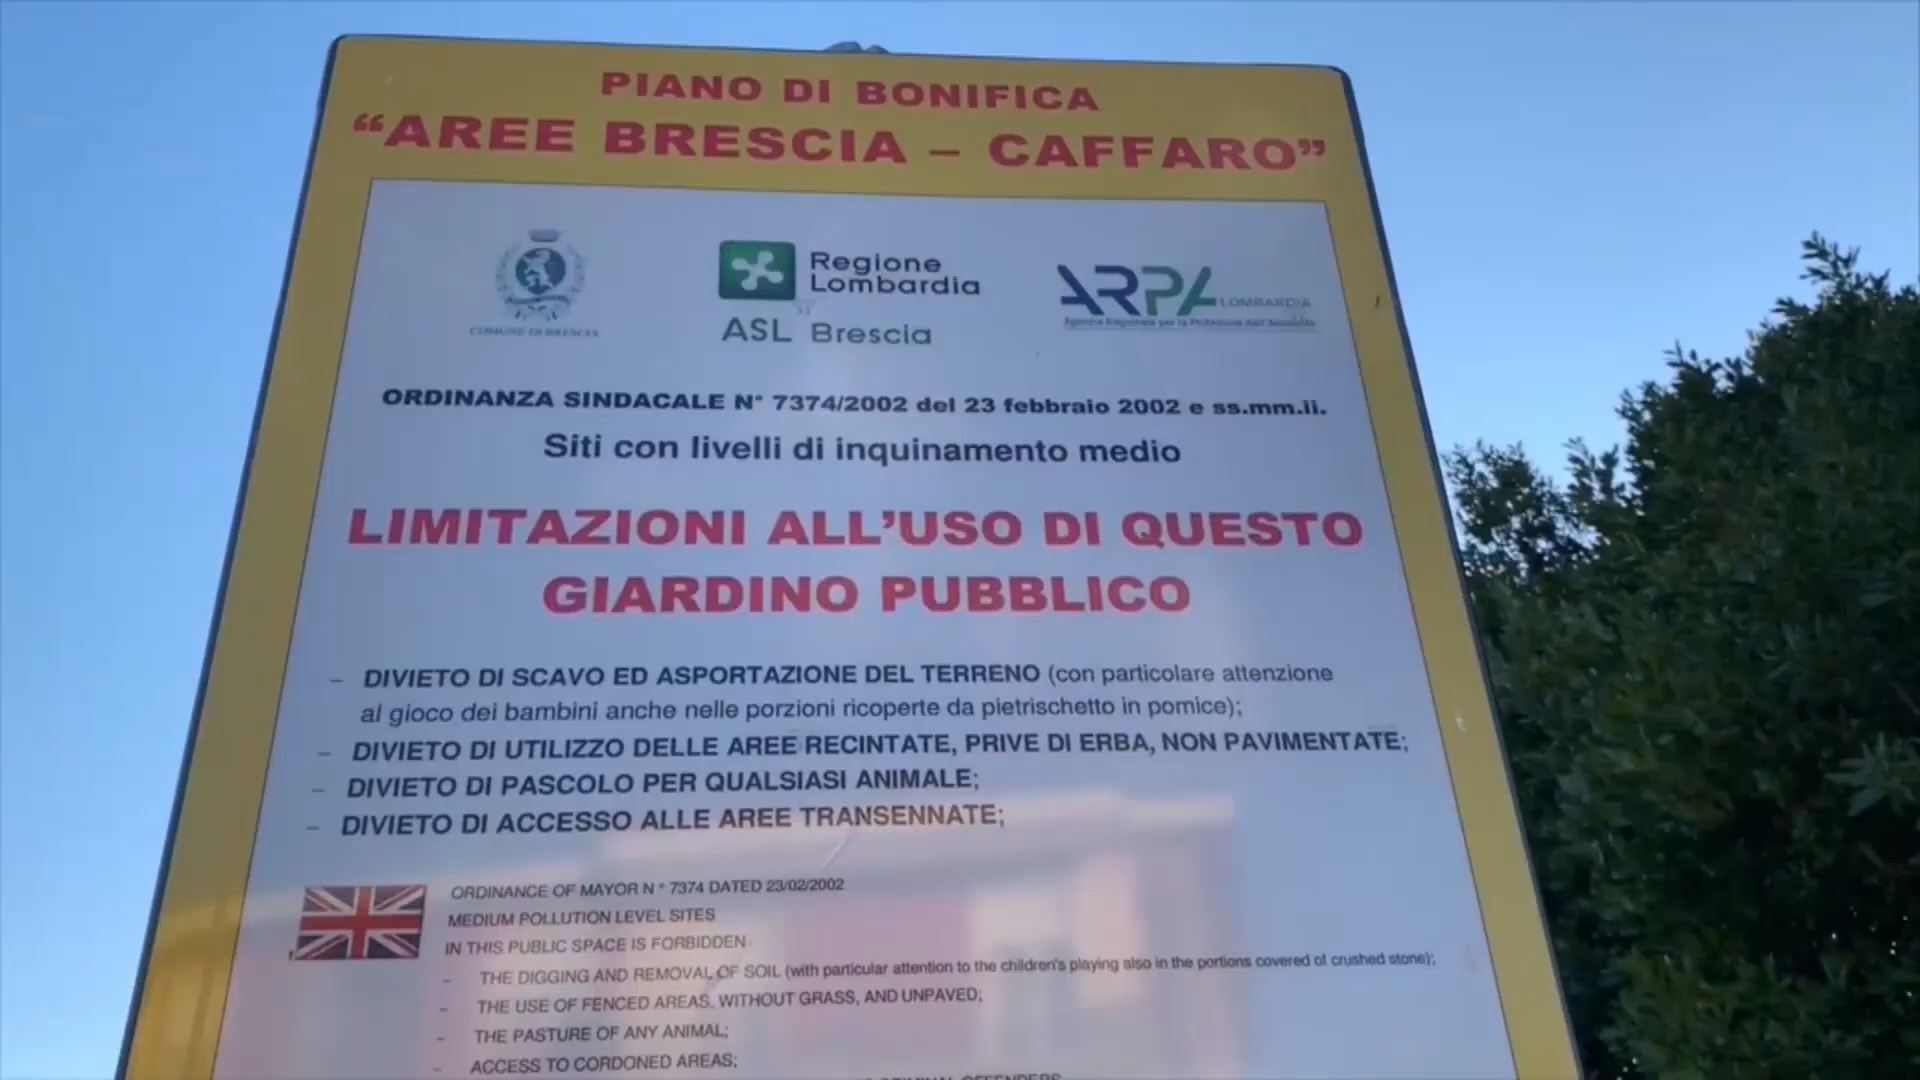 PIANO DI BONIFICA
“AREE BRESCIA – CAFFARO”
COMUNE DI BRESCIA
Regione
Lombardia
ASL Brescia
ARPA LOMBARDIA
Agenzia Regionale per la Protezione dell'Ambiente
ORDINANZA SINDACALE N° 7374/2002 del 23 febbraio 2002 e ss.mm.ii.
Siti con livelli di inquinamento medio
LIMITAZIONI ALL’USO DI QUESTO
GIARDINO PUBBLICO
– DIVIETO DI SCAVO ED ASPORTAZIONE DEL TERRENO (con particolare attenzione
al gioco dei bambini anche nelle porzioni ricoperte da pietrischetto in pomice);
– DIVIETO DI UTILIZZO DELLE AREE RECINTATE, PRIVE DI ERBA, NON PAVIMENTATE;
– DIVIETO DI PASCOLO PER QUALSIASI ANIMALE;
– DIVIETO DI ACCESSO ALLE AREE TRANSENNATE;
ORDINANCE OF MAYOR N° 7374 DATED 23/02/2002
MEDIUM POLLUTION LEVEL SITES
IN THIS PUBLIC SPACE IS FORBIDDEN
- THE DIGGING AND REMOVAL OF SOIL (with particular attention to the children's playing also in the portions covered of crushed stone);
- THE USE OF FENCED AREAS, WITHOUT GRASS, AND UNPAVED;
- THE PASTURE OF ANY ANIMAL;
- ACCESS TO CORDONED AREAS;